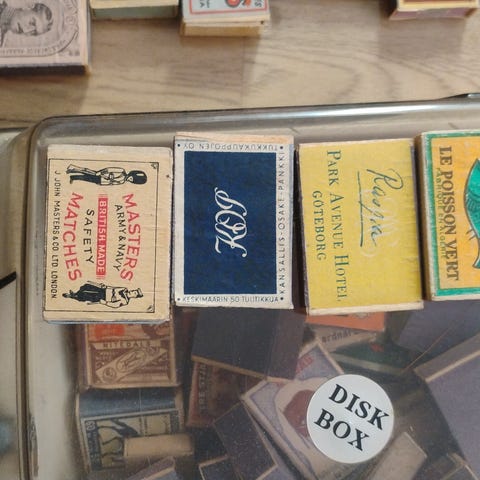 MASTERS
ARMY & NAVY
BRITISH MADE
SAFETY
MATCHES
J. JOHN MASTERS & CO LTD. LONDON.
TUKKUKAUPPOJEN OY
KANSALLIS-OSAKE-PANKKI
KESKIMÄÄRIN 50 TULITIKKUA
PARK AVENUE HOTEL
GÖTEBORG
LE POISSON VERT
NITEDALS
DISK
BOX